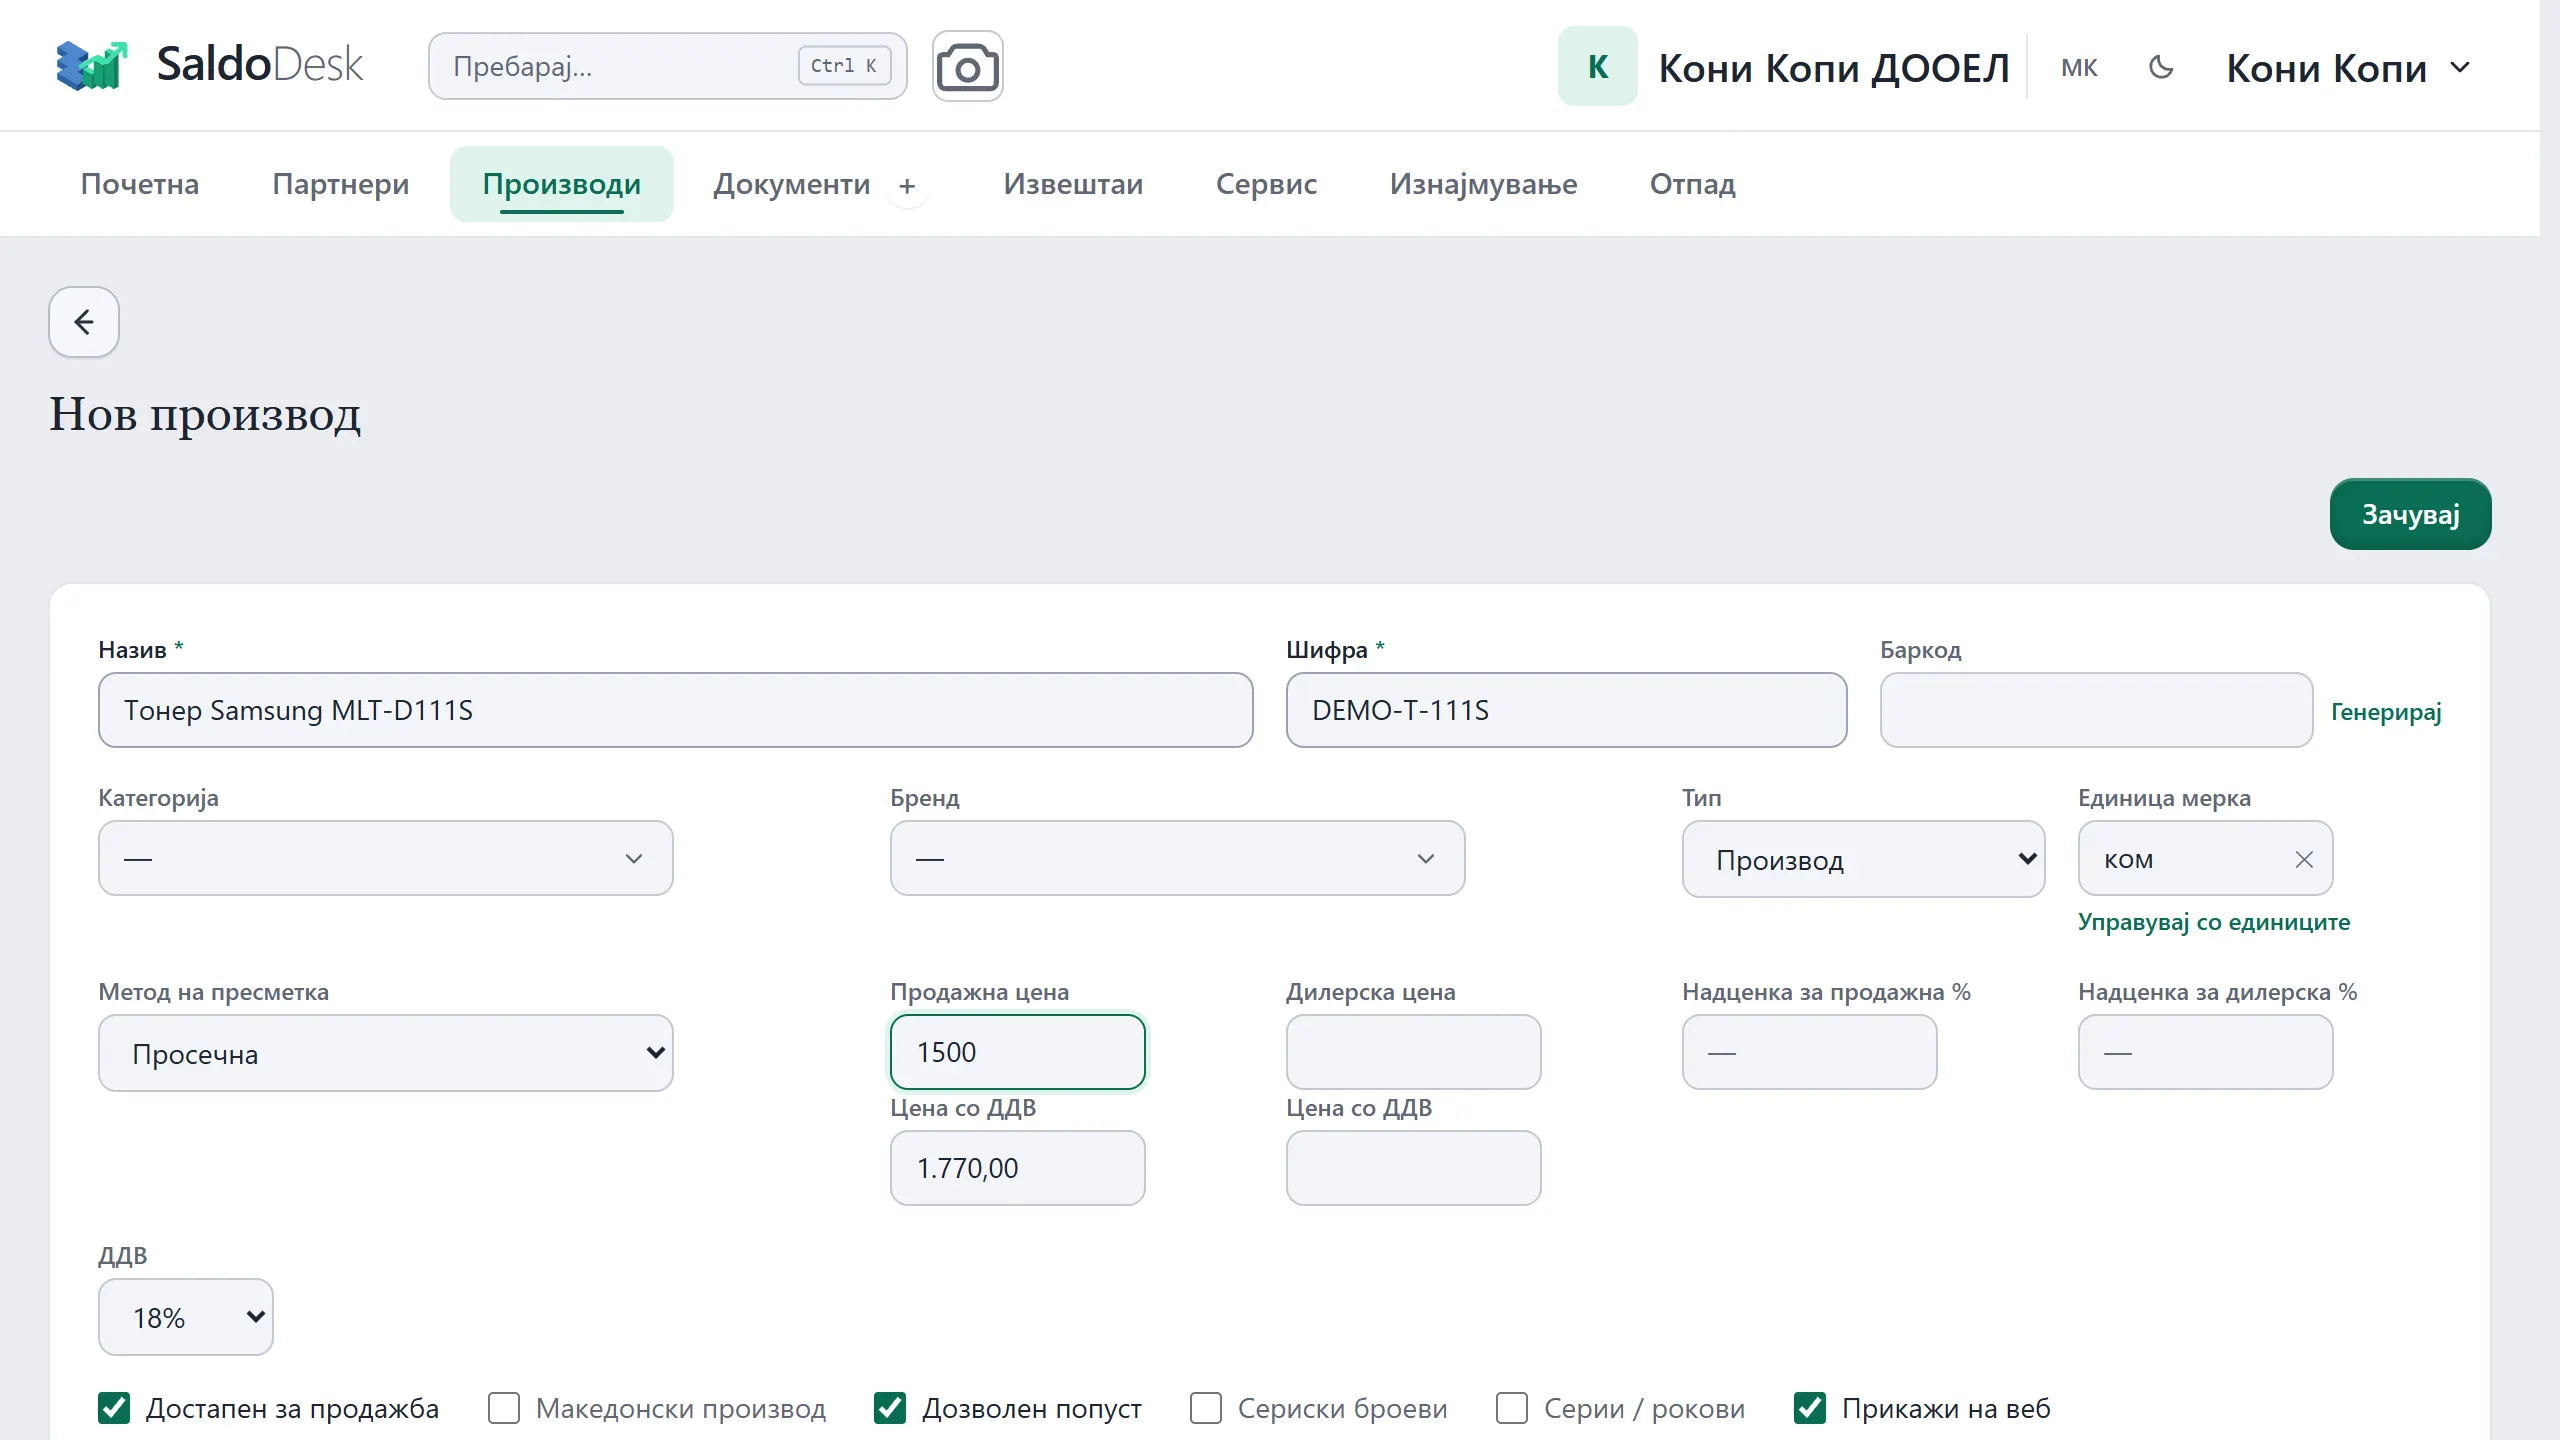 SaldoDesk
Пребарај...
Ctrl K
К
Кони Копи ДООЕЛ
МК
Кони Копи
Почетна
Партнери
Производи
Документи
+
Извештаи
Сервис
Изнајмување
Отпад
Нов производ
Зачувај
Назив *
Шифра *
Баркод
Тонер Samsung MLT-D111S
DEMO-T-111S
Генерирај
Категорија
Бренд
Тип
Единица мерка
—
—
Производ
ком
Управувај со единиците
Метод на пресметка
Продажна цена
Дилерска цена
Надценка за продажна %
Надценка за дилерска %
Просечна
1500
—
—
Цена со ДДВ
Цена со ДДВ
1.770,00
ДДВ
18%
Достапен за продажба
Македонски производ
Дозволен попуст
Сериски броеви
Серии / рокови
Прикажи на веб